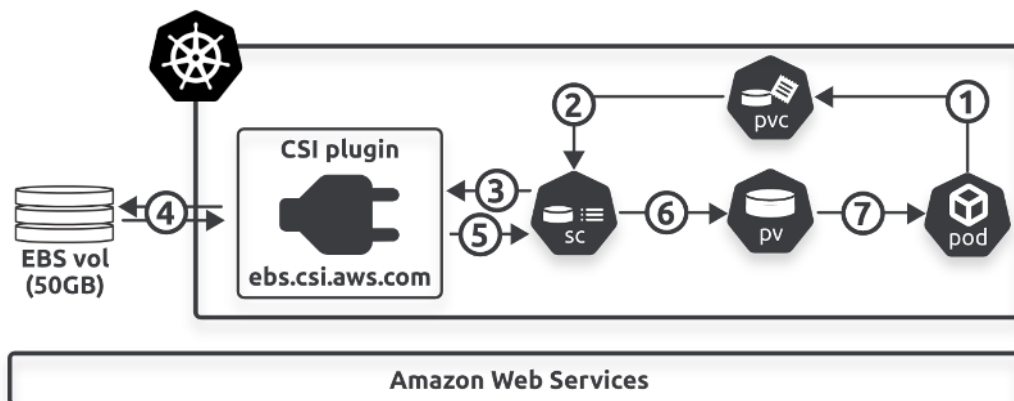 1
2
pvc
CSI plugin
3
4
5
sc
6
pv
7
pod
ebs.csi.aws.com
EBS vol
(50GB)
Amazon Web Services